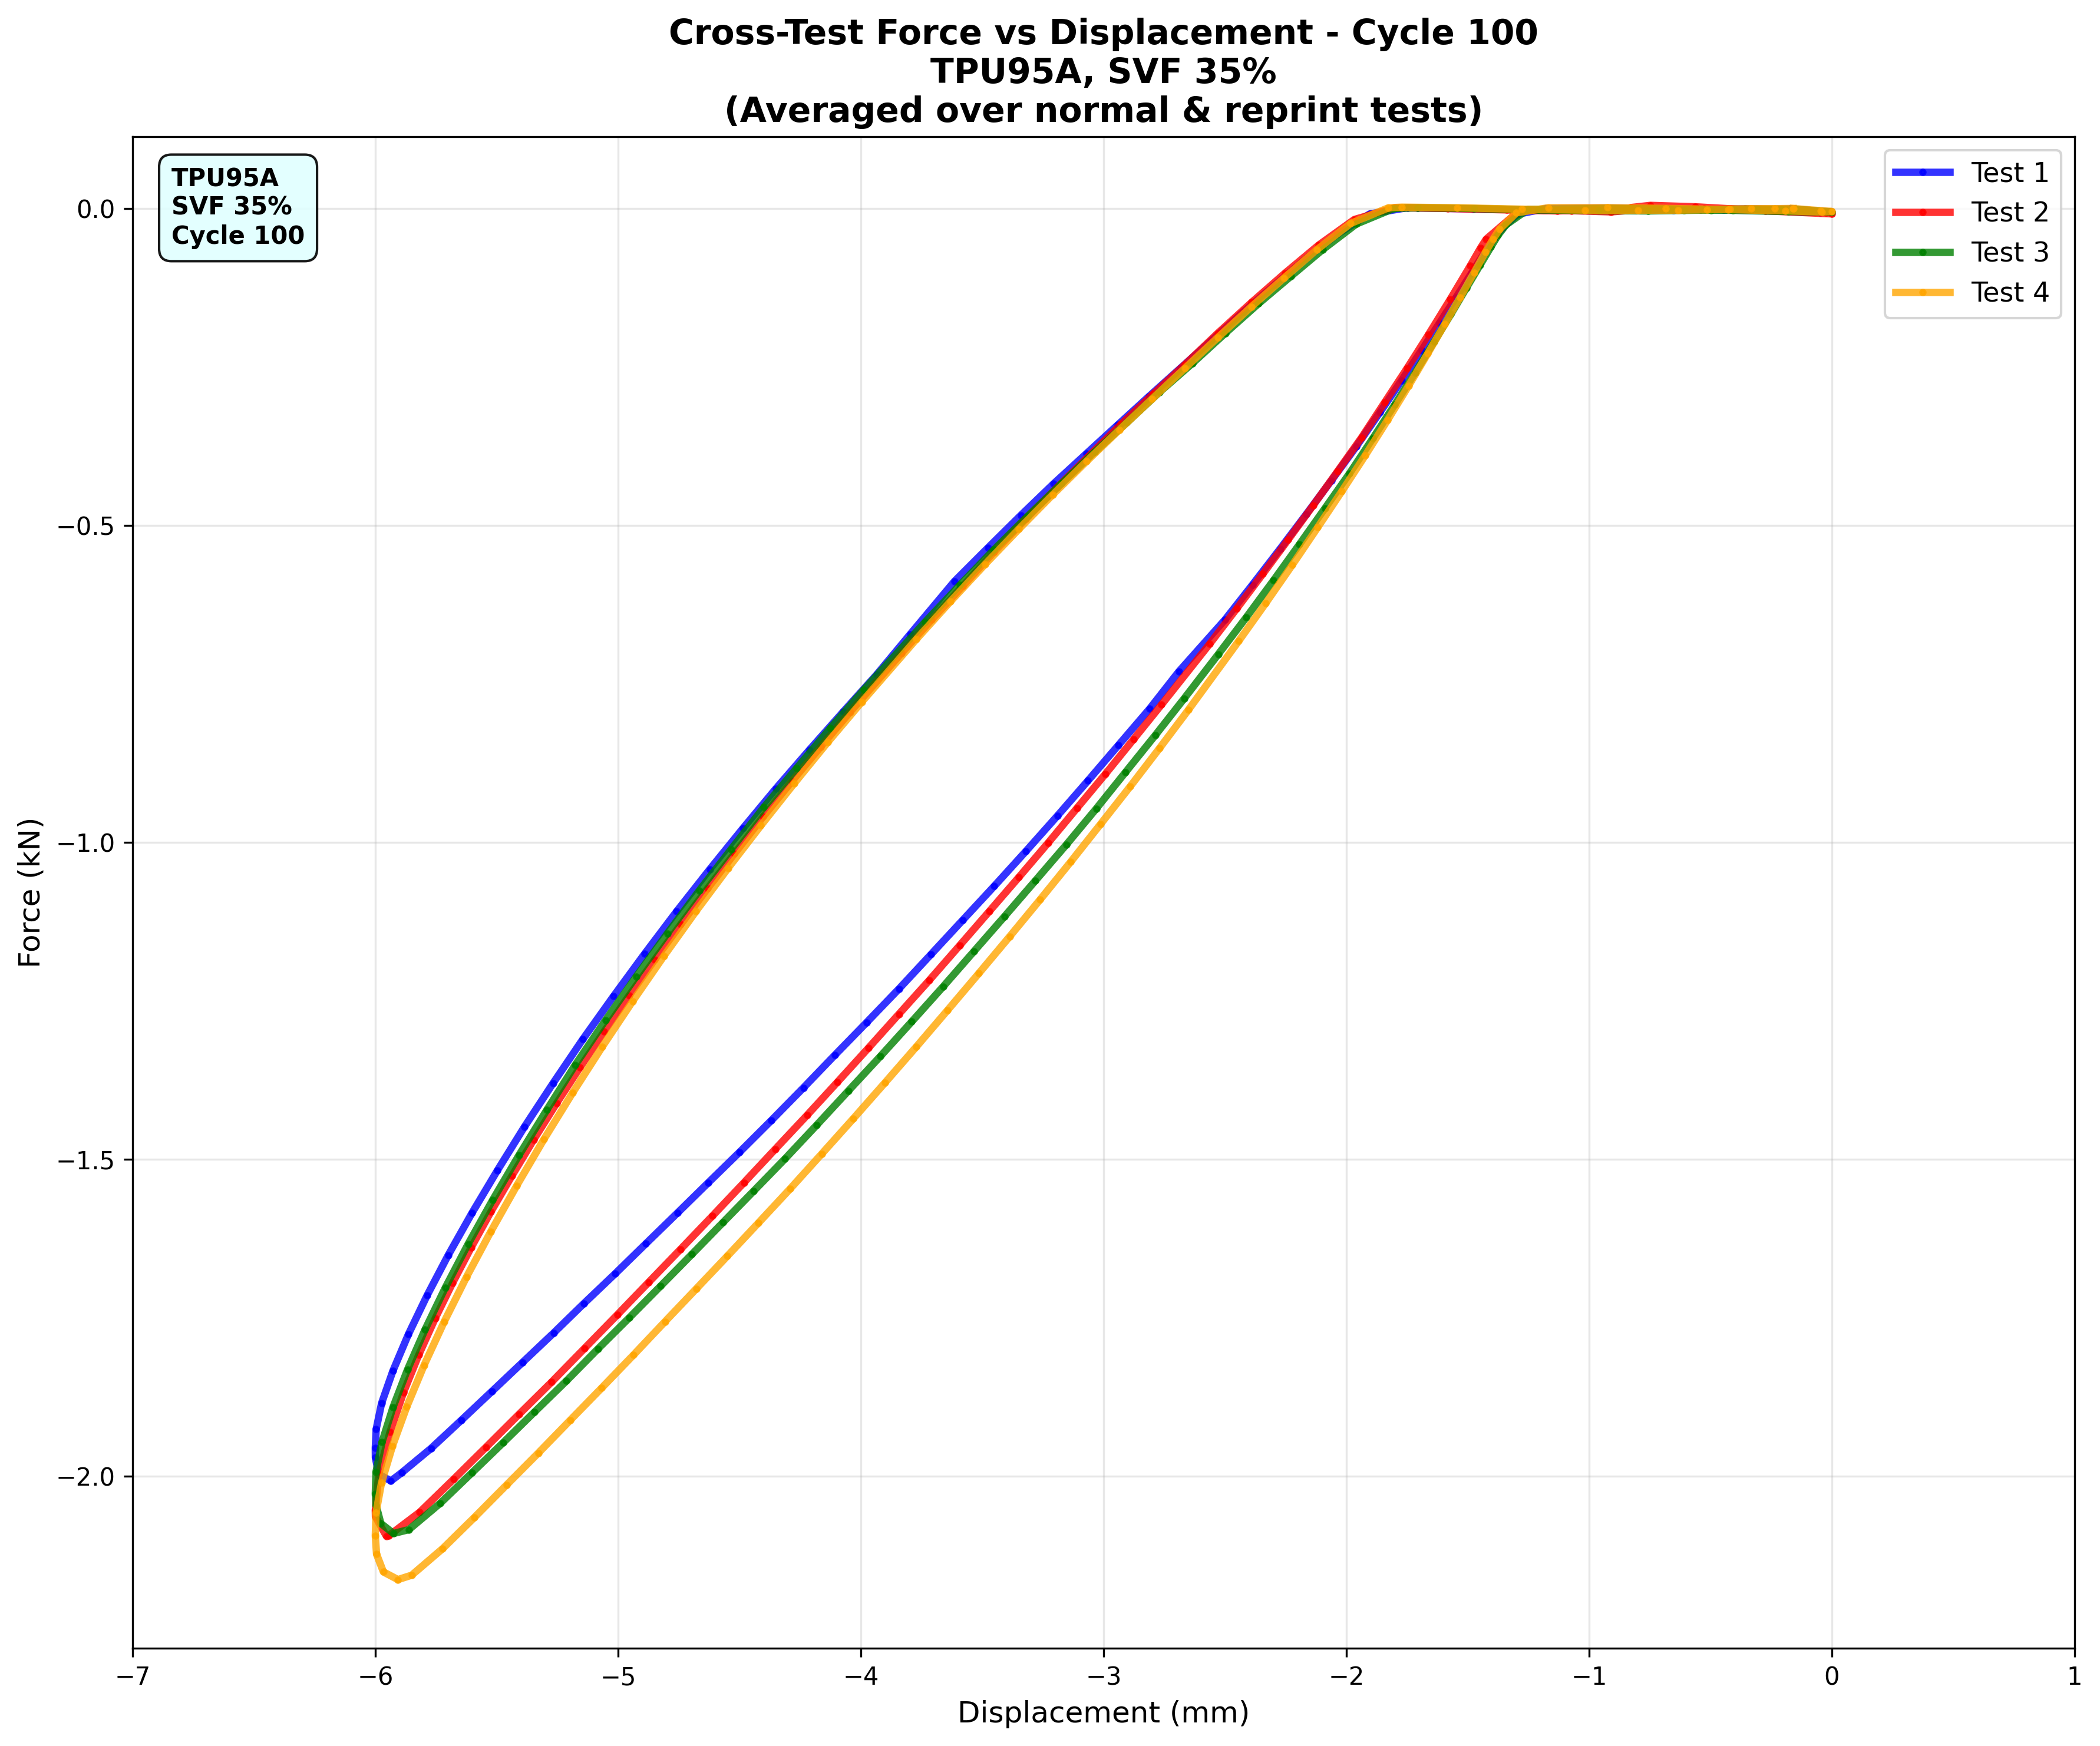 Cross-Test Force vs Displacement - Cycle 100
TPU95A, SVF 35%
(Averaged over normal & reprint tests)
TPU95A
SVF 35%
Cycle 100
Test 1
Test 2
Test 3
Test 4
0.0
−0.5
−1.0
−1.5
−2.0
Force (kN)
−7
−6
−5
−4
−3
−2
−1
0
1
Displacement (mm)